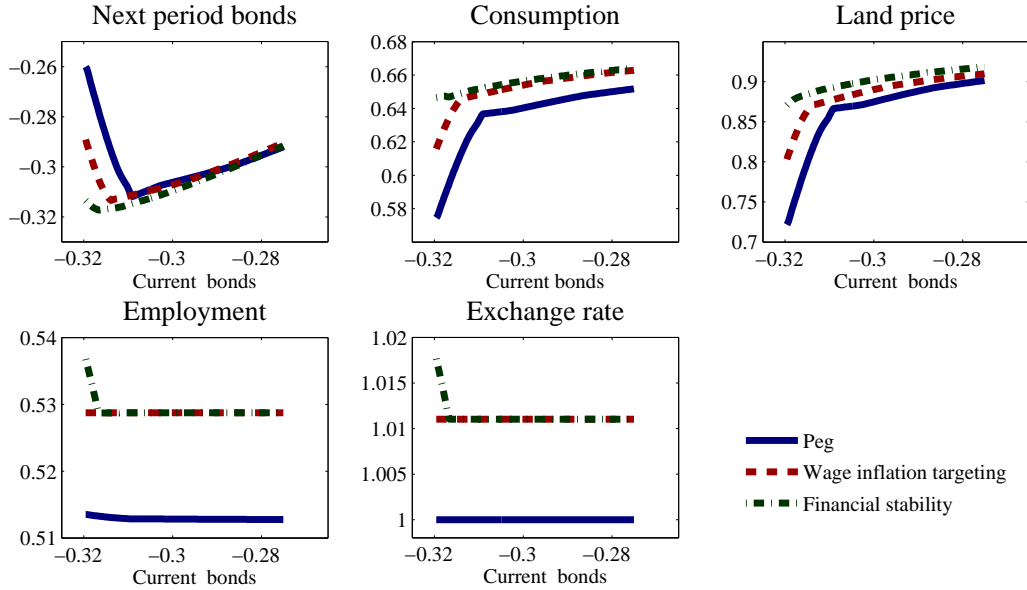 Next period bonds
Consumption
Land price
−0.26
−0.28
−0.3
−0.32
−0.32 −0.3 −0.28
Current bonds
0.68
0.66
0.64
0.62
0.6
0.58
−0.32 −0.3 −0.28
Current bonds
0.9
0.85
0.8
0.75
0.7
−0.32 −0.3 −0.28
Current bonds
Employment
Exchange rate
0.54
0.53
0.52
0.51
−0.32 −0.3 −0.28
Current bonds
1.02
1.015
1.01
1.005
1
−0.32 −0.3 −0.28
Current bonds
Peg
Wage inflation targeting
Financial stability